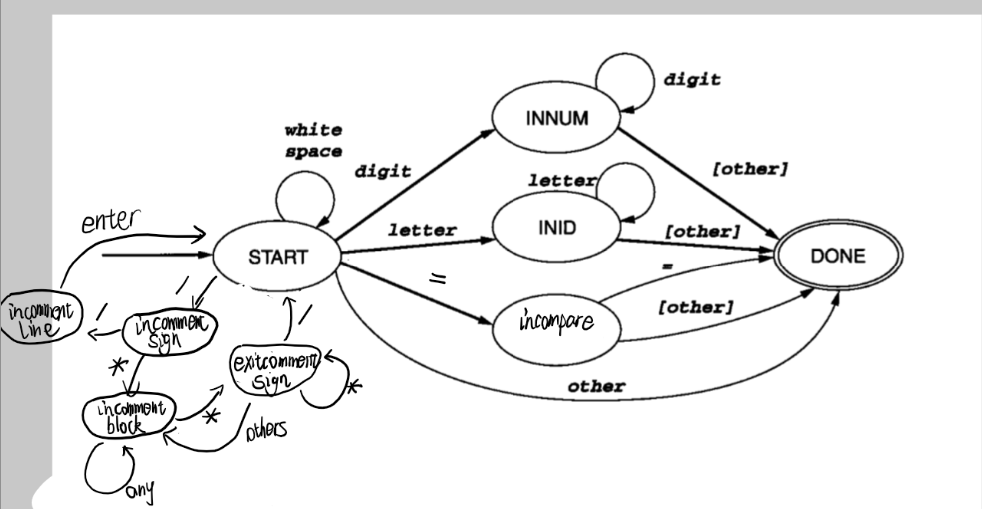 digit
INNUM
white
space
digit
[other]
letter
enter
letter
INID
[other]
START
DONE
=
=
/
/
/
incomment
line
incomment
sign
incompare
[other]
*
exitcomment
sign
*
other
incomment
block
*
others
any